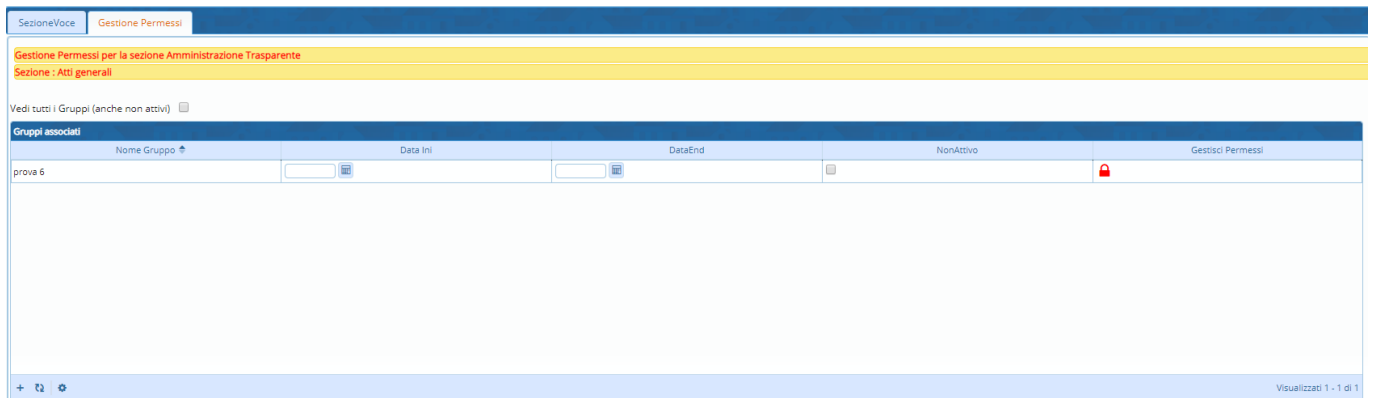 SezioneVoce Gestione Permessi
Gestione Permessi per la sezione Amministrazione Trasparente
Sezione : Atti generali
Vedi tutti i Gruppi (anche non attivi)
Gruppi associati
Nome Gruppo Data Ini DataEnd NonAttivo Gestisci Permessi
prova 6
Visualizzati 1 - 1 di 1